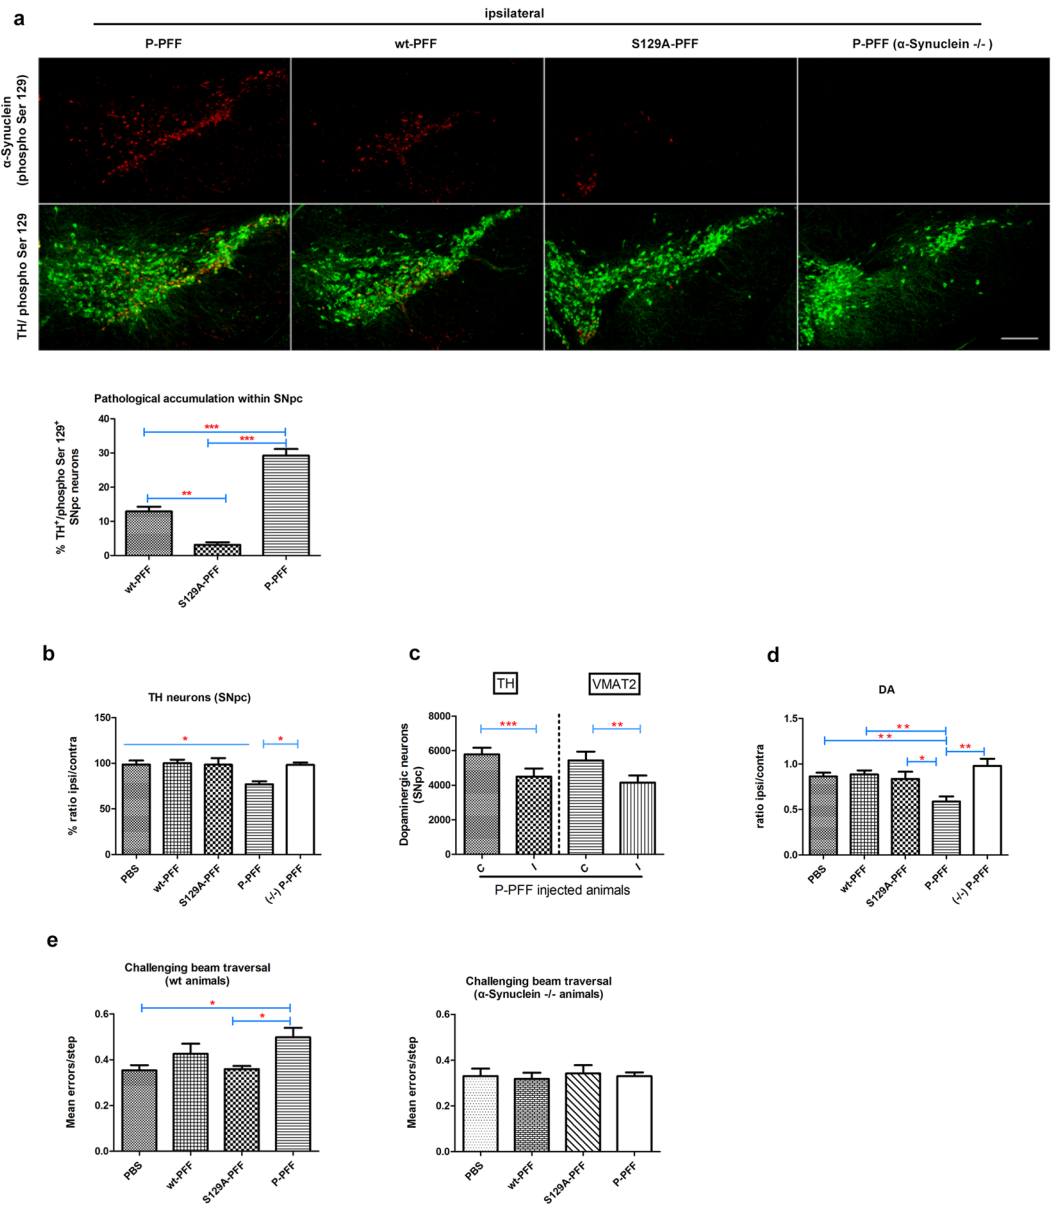 a
ipsilateral
P-PFF wt-PFF S129A-PFF P-PFF (α-Synuclein -/- )
α-Synuclein
(phospho Ser 129)
TH/ phospho Ser 129
Pathological accumulation within SNpc
% TH+/phospho Ser 129+
SNpc neurons
40
30
20
10
0
***
***
**
wt-PFF S129A-PFF P-PFF
b
TH neurons (SNpc)
% ratio ipsi/contra
150
100
50
0
* *
PBS wt-PFF S129A-PFF P-PFF (-/-) P-PFF
c
TH VMAT2
Dopaminergic neurons
(SNpc)
8000
6000
4000
2000
0
*** **
C I C I
P-PFF injected animals
d
DA
ratio ipsi/contra
1.5
1.0
0.5
0.0
**
**
**
*
PBS wt-PFF S129A-PFF P-PFF (-/-) P-PFF
e
Challenging beam traversal
(wt animals)
Mean errors/step
0.6
0.4
0.2
0.0
*
*
PBS wt-PFF S129A-PFF P-PFF
Challenging beam traversal
(α-Synuclein -/- animals)
Mean errors/step
0.6
0.4
0.2
0.0
PBS wt-PFF S129A-PFF P-PFF